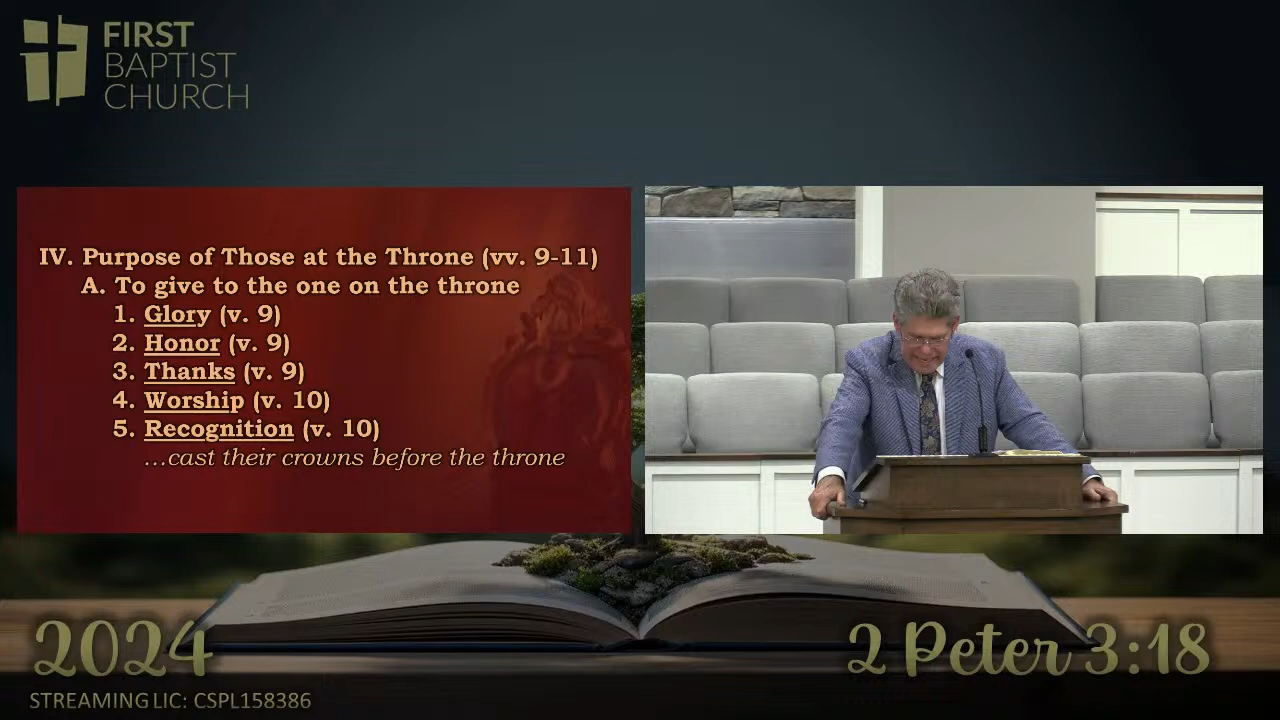 FIRST
BAPTIST
CHURCH
IV. Purpose of Those at the Throne (vv. 9-11)
A. To give to the one on the throne
1. Glory (v. 9)
2. Honor (v. 9)
3. Thanks (v. 9)
4. Worship (v. 10)
5. Recognition (v. 10)
...cast their crowns before the throne
2024
2 Peter 3:18
STREAMING LIC: CSPL158386